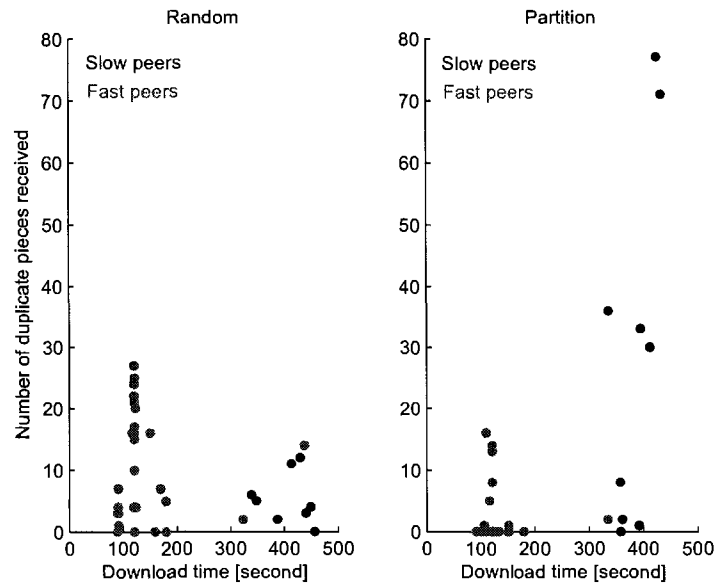 Random
Partition
Number of duplicate pieces received
80
70
60
50
40
30
20
10
0
Slow peers
Fast peers
0 100 200 300 400 500
Download time [second]
80
70
60
50
40
30
20
10
0
Slow peers
Fast peers
0 100 200 300 400 500
Download time [second]